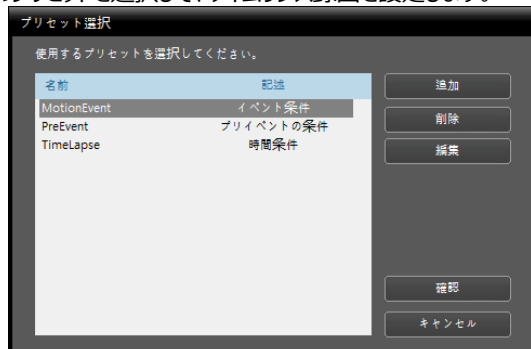 プリセット選択
使用するプリセットを選択してください。
名前 記述
MotionEvent イベント条件
PreEvent プリイベントの条件
TimeLapse 時間条件
追加
削除
編集
確認
キャンセル